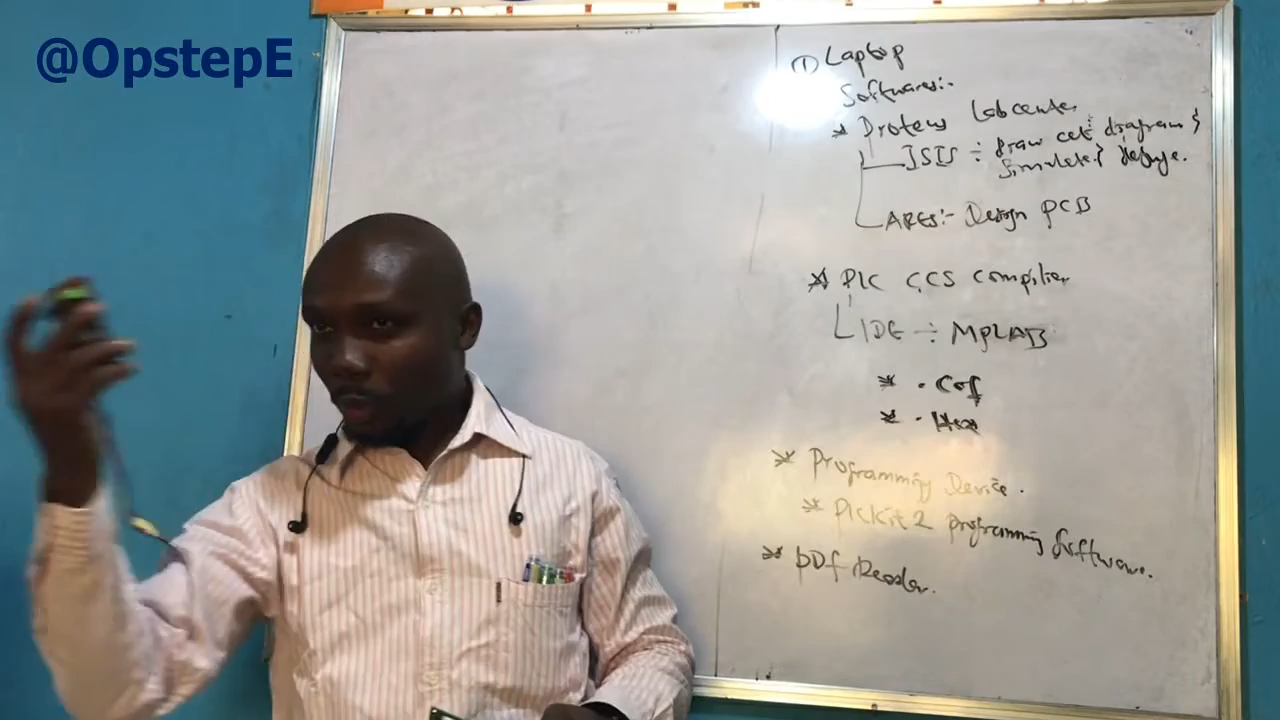 @OpstepE
① Laptop
Softwares:-
* Proteus Labcenter
ISIS ÷ Draw cct diagram &
Simulate & debuge.
ARES:- Design PCB
* PIC CCS Compilier
IDE ÷ MPLAB
* . Cof
* . Hex
* Programming Device.
* PICKit 2 programming Software.
* PDF Reader.